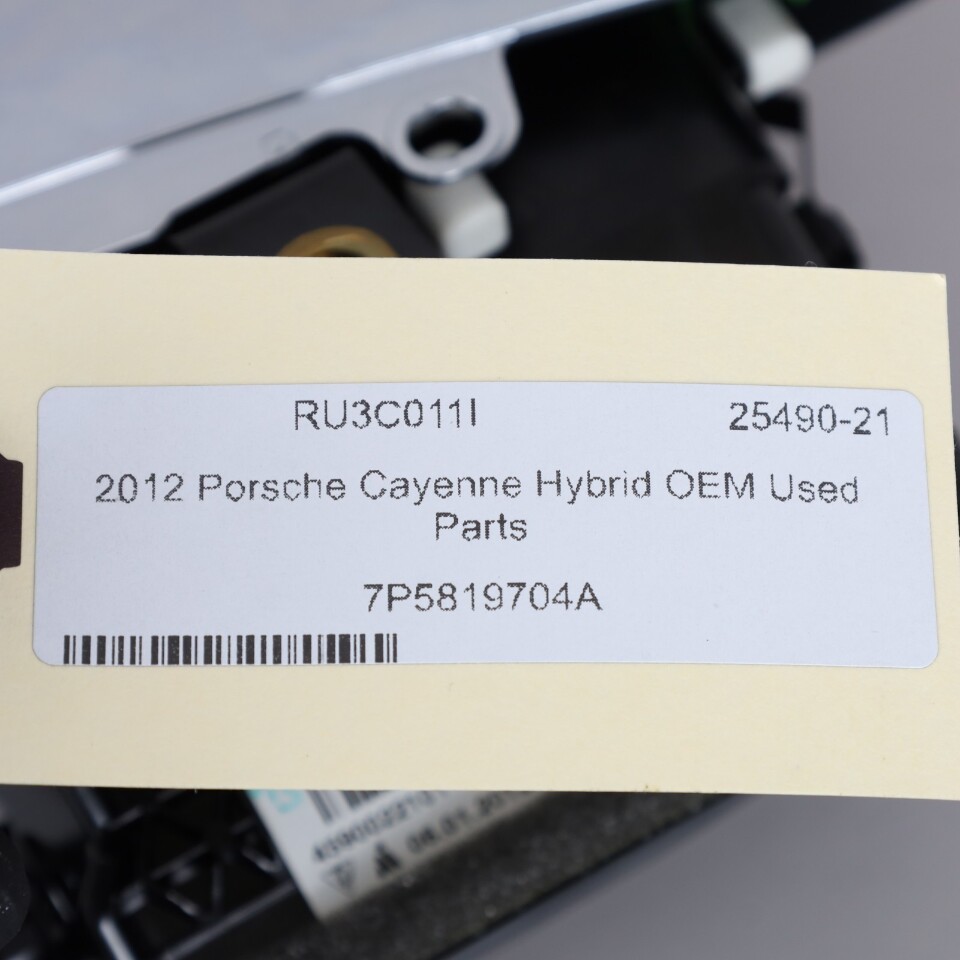 RU3C011I 25490-21
2012 Porsche Cayenne Hybrid OEM Used
Parts
7P5819704A